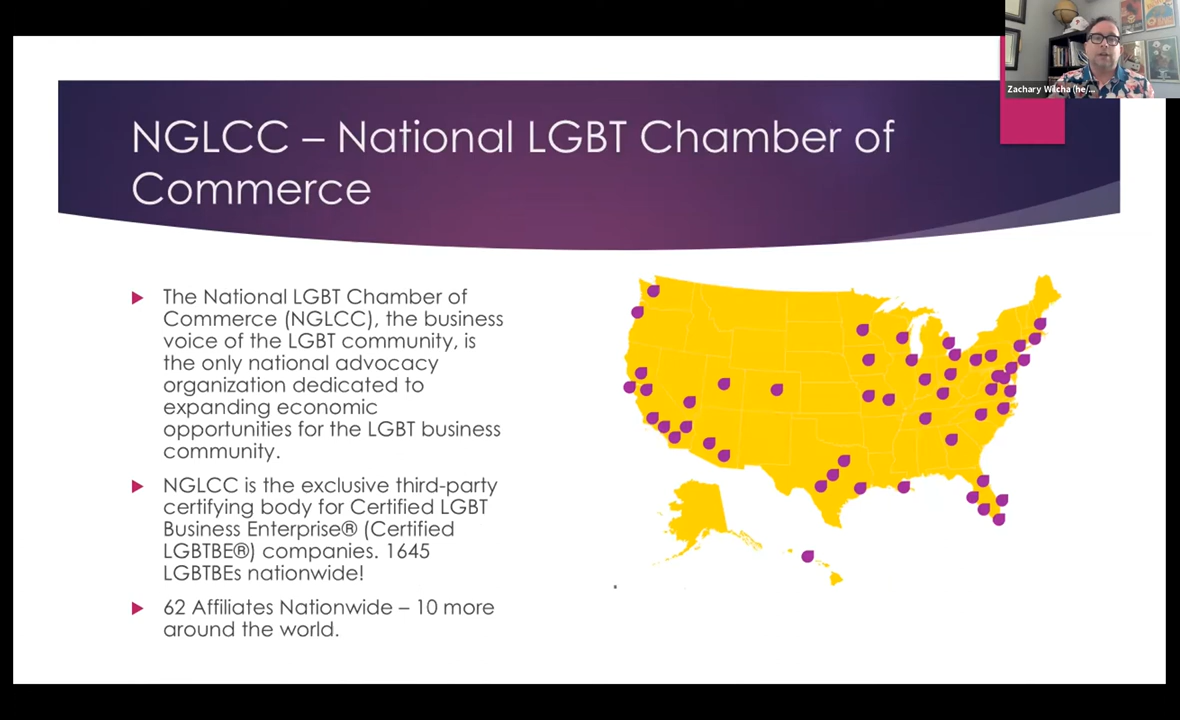 Zachary Wilcha (he/...
NGLCC – National LGBT Chamber of
Commerce
The National LGBT Chamber of
Commerce (NGLCC), the business
voice of the LGBT community, is
the only national advocacy
organization dedicated to
expanding economic
opportunities for the LGBT business
community.
NGLCC is the exclusive third-party
certifying body for Certified LGBT
Business Enterprise® (Certified
LGBTBE®) companies. 1645
LGBTBEs nationwide!
62 Affiliates Nationwide – 10 more
around the world.